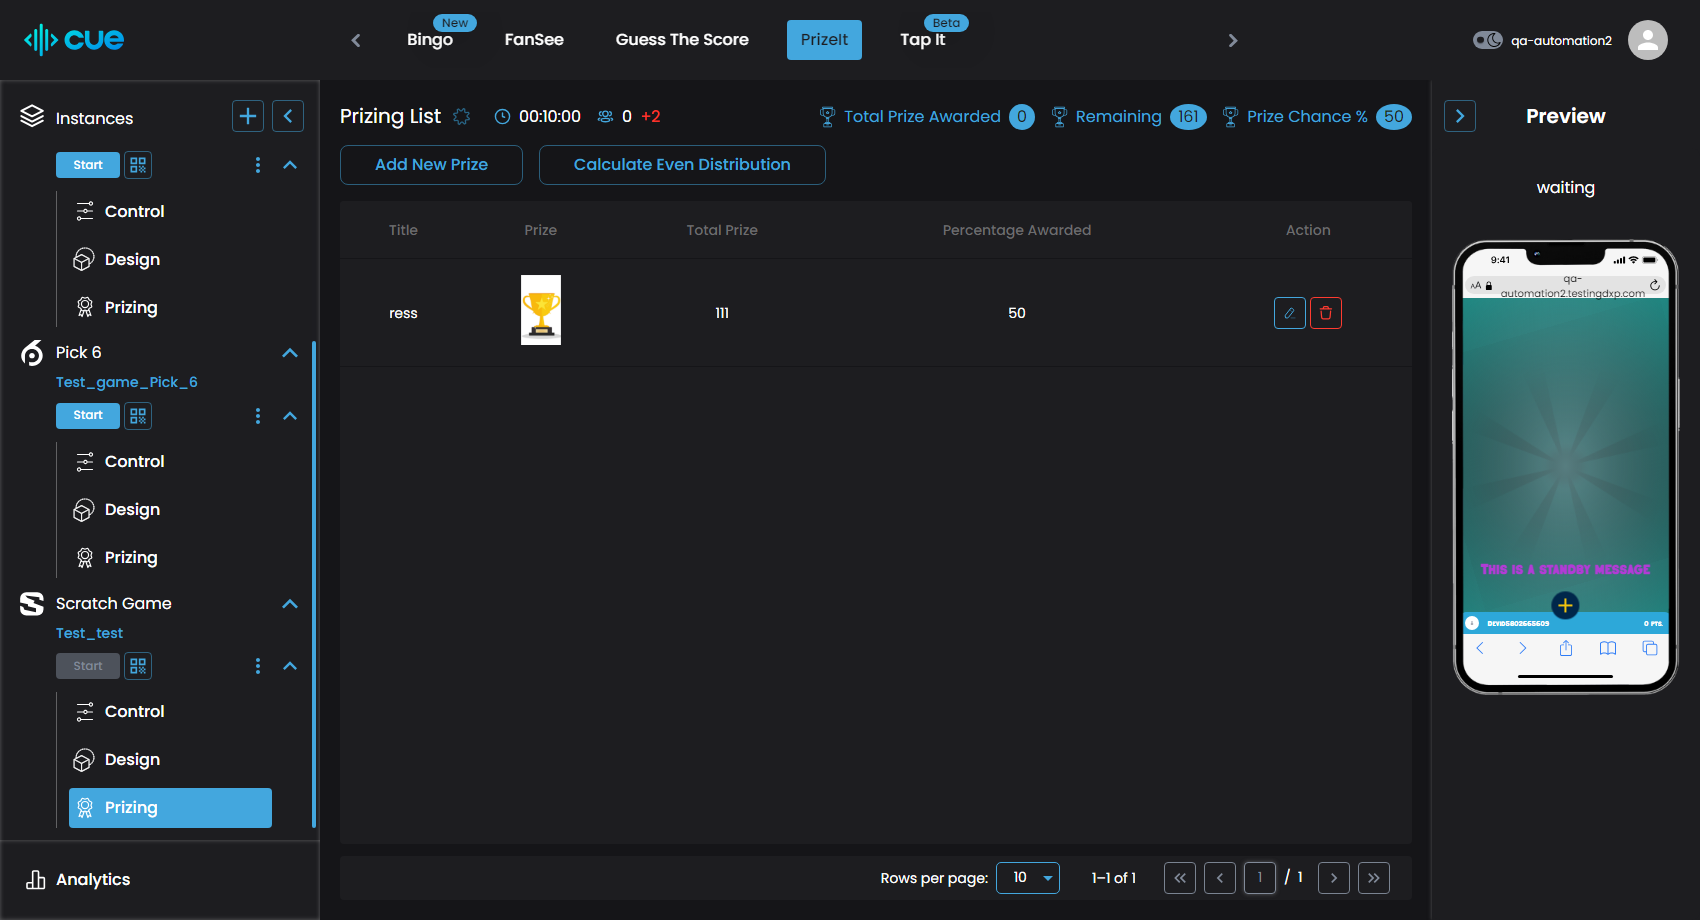 cue
New
Bingo
FanSee
Guess The Score
PrizeIt
Beta
Tap It
qa-automation2
Instances
Start
Control
Design
Prizing
Pick 6
Test_game_Pick_6
Start
Control
Design
Prizing
Scratch Game
Test_test
Start
Control
Design
Prizing
Analytics
Prizing List
00:10:00
0 +2
Total Prize Awarded 0
Remaining 161
Prize Chance % 50
Add New Prize
Calculate Even Distribution
Title Prize Total Prize Percentage Awarded Action
ress 111 50
Rows per page: 10
1–1 of 1
1 / 1
Preview
waiting
9:41
AA
qa-
automation2.testingdxp.com
This is a standby message
0 PTS.